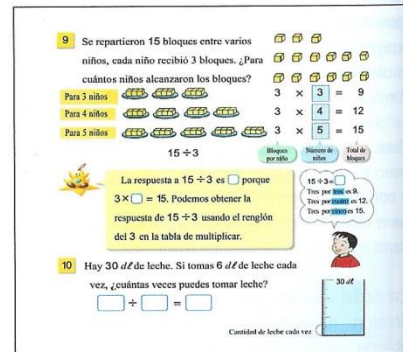 9 Se repartieron 15 bloques entre varios
niños, cada niño recibió 3 bloques. ¿Para
cuántos niños alcanzaron los bloques?
Para 3 niños 3 × 3 = 9
Para 4 niños 3 × 4 = 12
Para 5 niños 3 × 5 = 15
15 ÷ 3
Bloques por niño
Número de niños
Total de bloques
La respuesta a 15 ÷ 3 es □ porque
3 × □ = 15. Podemos obtener la
respuesta de 15 ÷ 3 usando el renglón
del 3 en la tabla de multiplicar.
15 ÷ 3 = □
Tres por tres es 9.
Tres por cuatro es 12.
Tres por cinco es 15.
10 Hay 30 dℓ de leche. Si tomas 6 dℓ de leche cada
vez, ¿cuántas veces puedes tomar leche?
□ ÷ □ = □
30 dℓ
Cantidad de leche cada vez